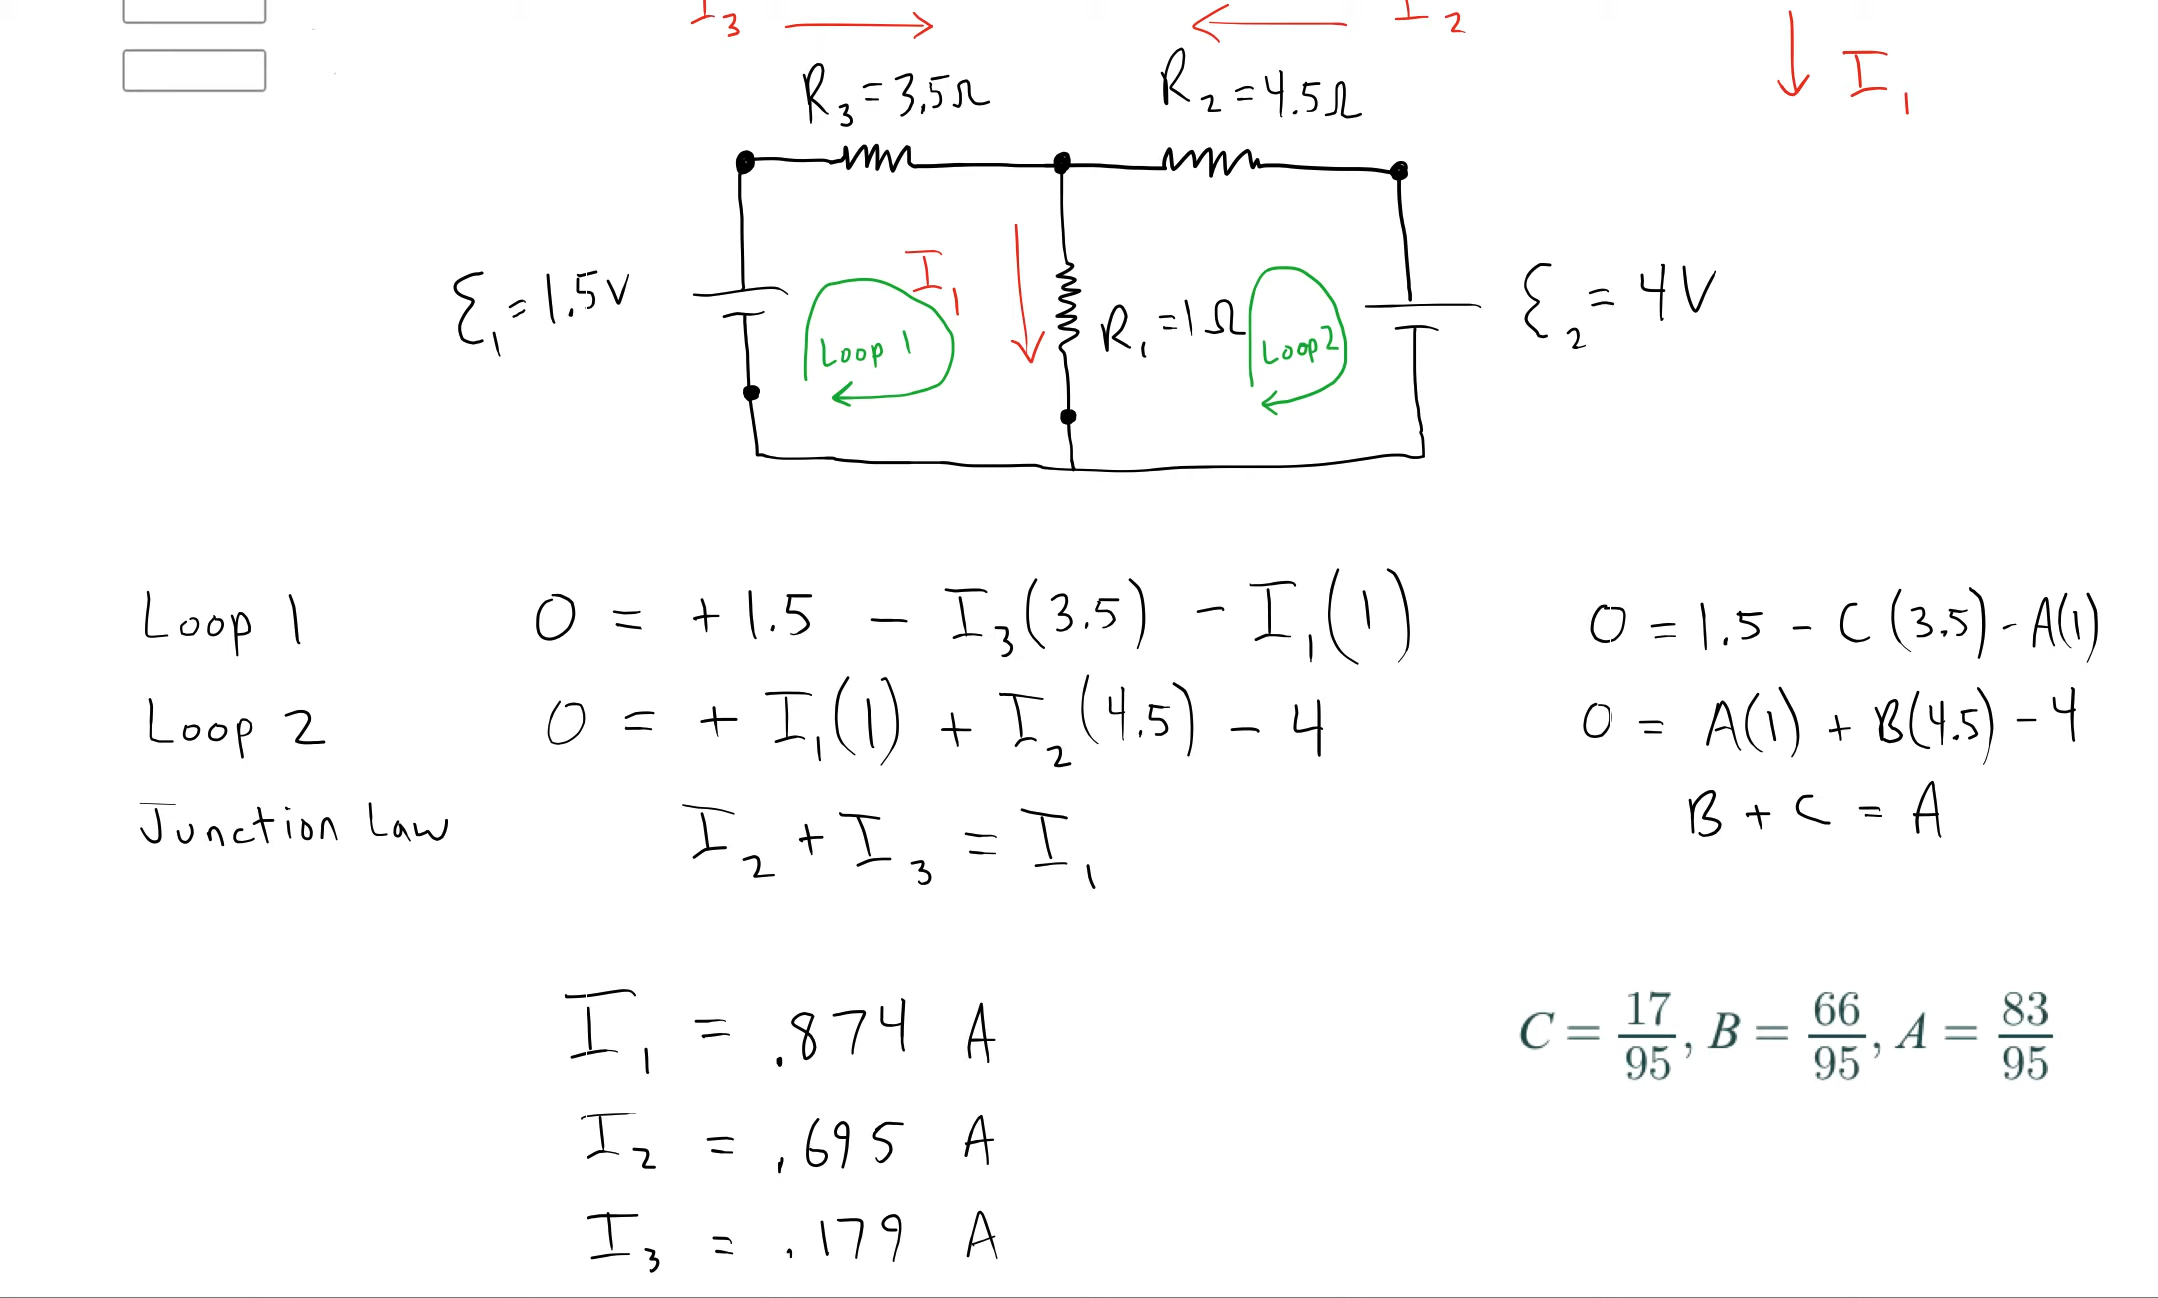 I₃ → ← I₂ ↓ I₁
R₃ = 3.5Ω R₂ = 4.5Ω
ℰ₁ = 1.5V I₁ R₁ = 1Ω ℰ₂ = 4V
Loop 1 Loop 2
Loop 1 0 = + 1.5 − I₃(3.5) − I₁(1) 0 = 1.5 − C(3.5) − A(1)
Loop 2 0 = + I₁(1) + I₂(4.5) − 4 0 = A(1) + B(4.5) − 4
Junction Law I₂ + I₃ = I₁ B + C = A
I₁ = .874 A C = 17/95, B = 66/95, A = 83/95
I₂ = .695 A
I₃ = .179 A